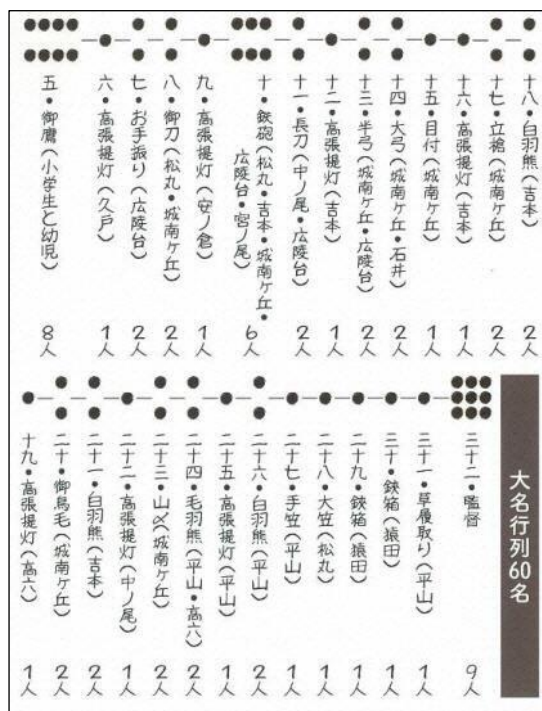 十八・白羽熊(吉本) 2人
十七・立槍(城南ヶ丘) 2人
十六・高張提灯(吉本) 1人
十五・目付(城南ヶ丘) 1人
十四・大弓(城南ヶ丘・石井) 2人
十三・半弓(城南ヶ丘・広陵台) 2人
十二・高張提灯(吉本) 1人
十一・長刀(中ノ尾・広陵台) 2人
十・鉄砲(松丸・吉本・城南ヶ丘・
広陵台・宮ノ尾) 6人
九・高張提灯(安ノ倉) 1人
八・御刀(松丸・城南ヶ丘) 2人
七・お手振り(広陵台) 2人
六・高張提灯(久戸) 1人
五・御鷹(小学生と幼児) 8人
大名行列60名
三十二・監督 9人
三十一・草履取り(平山) 1人
三十・鋏箱(猿田) 1人
二十九・鋏箱(猿田) 1人
二十八・大笠(松丸) 1人
二十七・手笠(平山) 1人
二十六・白羽熊(平山) 2人
二十五・高張提灯(平山) 1人
二十四・毛羽熊(平山・高六) 2人
二十三・山〆(城南ヶ丘) 2人
二十二・高張提灯(中ノ尾) 1人
二十一・白羽熊(吉本) 2人
二十・御鳥毛(城南ヶ丘) 2人
十九・高張提灯(高六) 1人